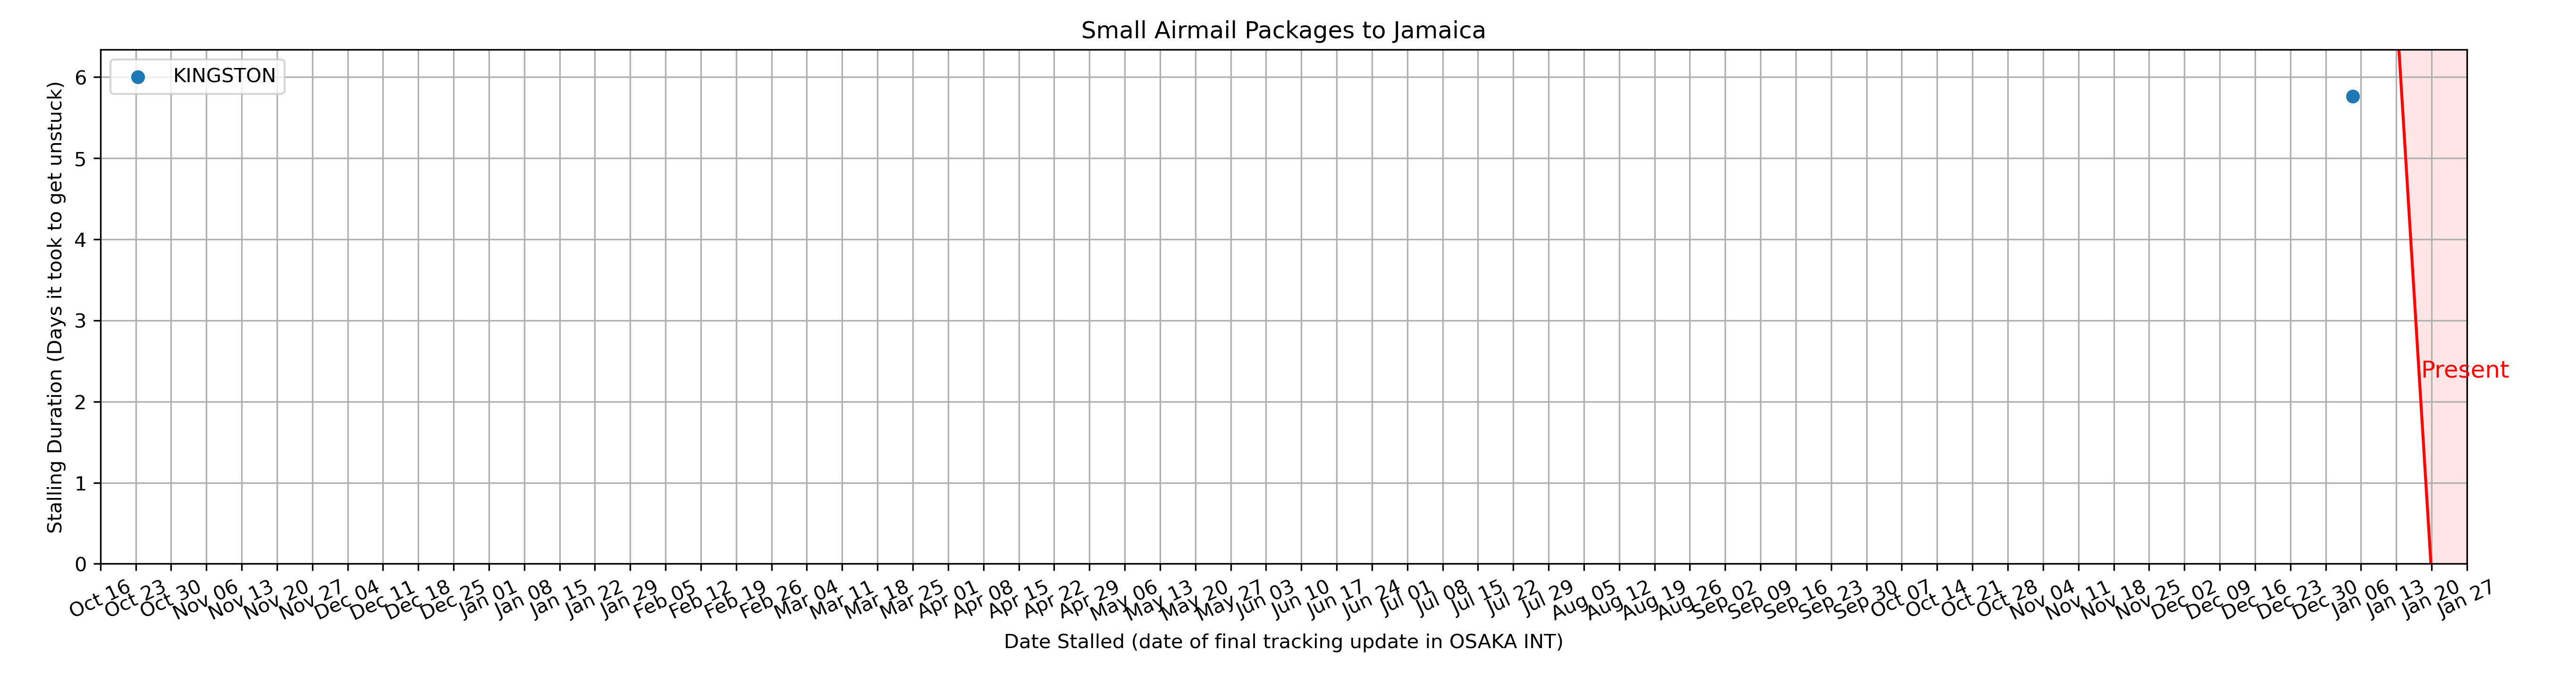 Small Airmail Packages to Jamaica
KINGSTON
6
5
4
3
2
1
0
Stalling Duration (Days it took to get unstuck)
Present
Oct 16
Oct 23
Oct 30
Nov 06
Nov 13
Nov 20
Nov 27
Dec 04
Dec 11
Dec 18
Dec 25
Jan 01
Jan 08
Jan 15
Jan 22
Jan 29
Feb 05
Feb 12
Feb 19
Feb 26
Mar 04
Mar 11
Mar 18
Mar 25
Apr 01
Apr 08
Apr 15
Apr 22
Apr 29
May 06
May 13
May 20
May 27
Jun 03
Jun 10
Jun 17
Jun 24
Jul 01
Jul 08
Jul 15
Jul 22
Jul 29
Aug 05
Aug 12
Aug 19
Aug 26
Sep 02
Sep 09
Sep 16
Sep 23
Sep 30
Oct 07
Oct 14
Oct 21
Oct 28
Nov 04
Nov 11
Nov 18
Nov 25
Dec 02
Dec 09
Dec 16
Dec 23
Dec 30
Jan 06
Jan 13
Jan 20
Jan 27
Date Stalled (date of final tracking update in OSAKA INT)